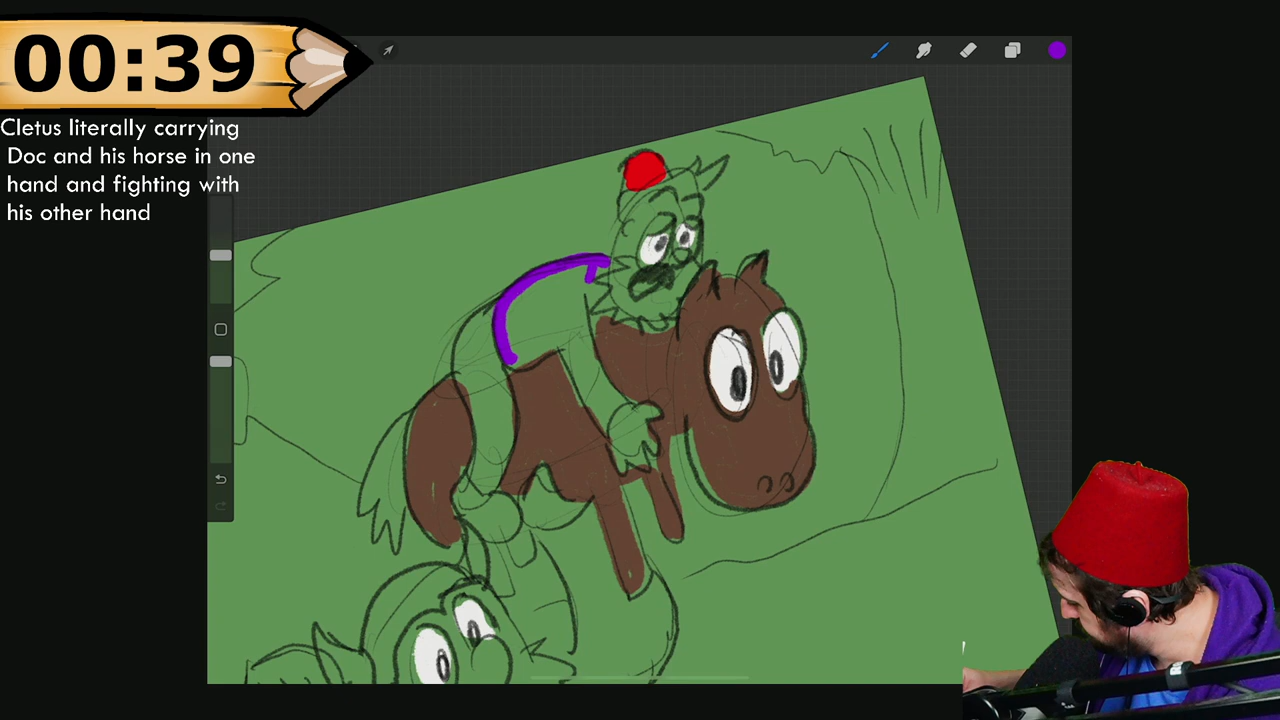 00:39
Cletus literally carrying
Doc and his horse in one
hand and fighting with
his other hand